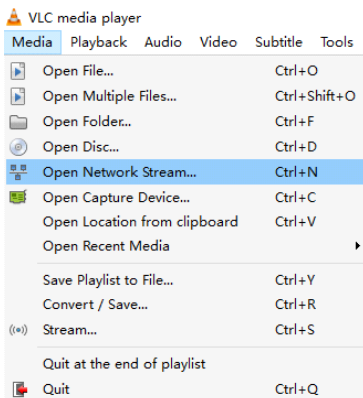 VLC media player
Media Playback Audio Video Subtitle Tools
Open File... Ctrl+O
Open Multiple Files... Ctrl+Shift+O
Open Folder... Ctrl+F
Open Disc... Ctrl+D
Open Network Stream... Ctrl+N
Open Capture Device... Ctrl+C
Open Location from clipboard Ctrl+V
Open Recent Media
Save Playlist to File... Ctrl+Y
Convert / Save... Ctrl+R
Stream... Ctrl+S
Quit at the end of playlist
Quit Ctrl+Q